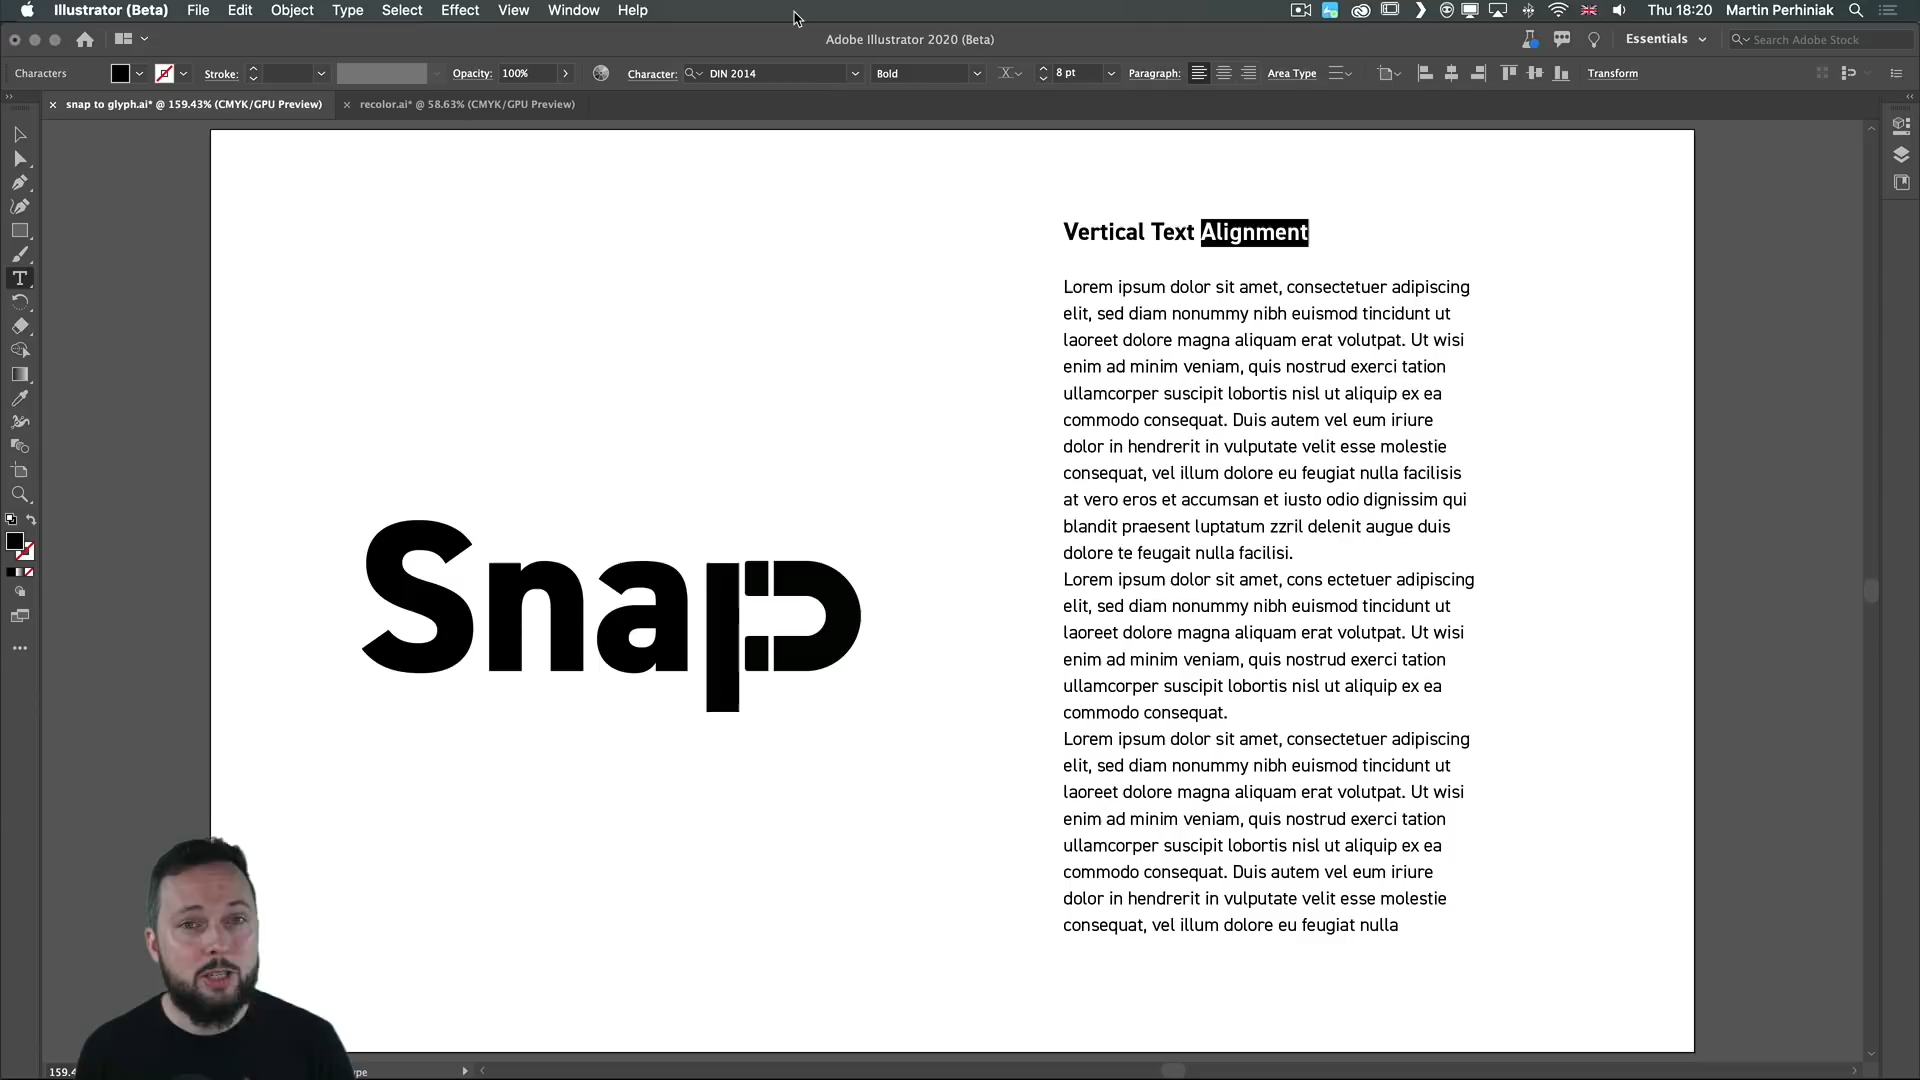 Illustrator (Beta) File Edit Object Type Select Effect View Window Help Thu 18:20 Martin Perhiniak
Adobe Illustrator 2020 (Beta) Essentials Search Adobe Stock
Characters Stroke: Opacity: 100% Character: DIN 2014 Bold 8 pt Paragraph: Area Type Transform
snap to glyph.ai* @ 159.43% (CMYK/GPU Preview) recolor.ai* @ 58.63% (CMYK/GPU Preview)
Vertical Text Alignment
Lorem ipsum dolor sit amet, consectetuer adipiscing
elit, sed diam nonummy nibh euismod tincidunt ut
laoreet dolore magna aliquam erat volutpat. Ut wisi
enim ad minim veniam, quis nostrud exerci tation
ullamcorper suscipit lobortis nisl ut aliquip ex ea
commodo consequat. Duis autem vel eum iriure
dolor in hendrerit in vulputate velit esse molestie
consequat, vel illum dolore eu feugiat nulla facilisis
at vero eros et accumsan et iusto odio dignissim qui
blandit praesent luptatum zzril delenit augue duis
dolore te feugait nulla facilisi.
Lorem ipsum dolor sit amet, cons ectetuer adipiscing
elit, sed diam nonummy nibh euismod tincidunt ut
laoreet dolore magna aliquam erat volutpat. Ut wisi
enim ad minim veniam, quis nostrud exerci tation
ullamcorper suscipit lobortis nisl ut aliquip ex ea
commodo consequat.
Lorem ipsum dolor sit amet, consectetuer adipiscing
elit, sed diam nonummy nibh euismod tincidunt ut
laoreet dolore magna aliquam erat volutpat. Ut wisi
enim ad minim veniam, quis nostrud exerci tation
ullamcorper suscipit lobortis nisl ut aliquip ex ea
commodo consequat. Duis autem vel eum iriure
dolor in hendrerit in vulputate velit esse molestie
consequat, vel illum dolore eu feugiat nulla
Snap
159.4